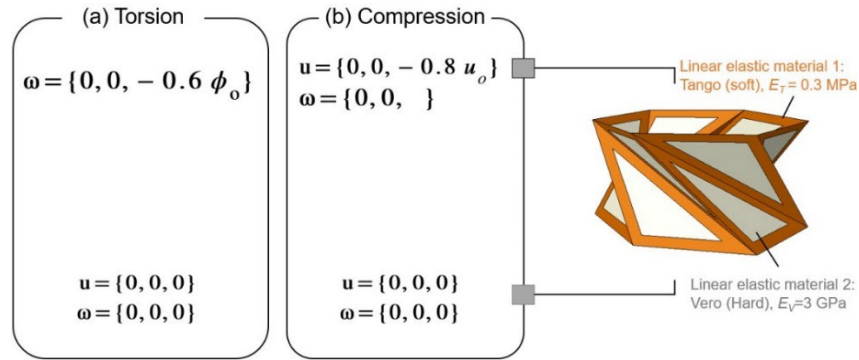 (a) Torsion
ω={0,0, − 0.6 ϕₒ}
u={0,0,0}
ω={0,0,0}
(b) Compression
u={0,0, − 0.8 uₒ}
ω={0,0,  }
u={0,0,0}
ω={0,0,0}
Linear elastic material 1:
Tango (soft), E_T = 0.3 MPa
Linear elastic material 2:
Vero (Hard), E_V=3 GPa